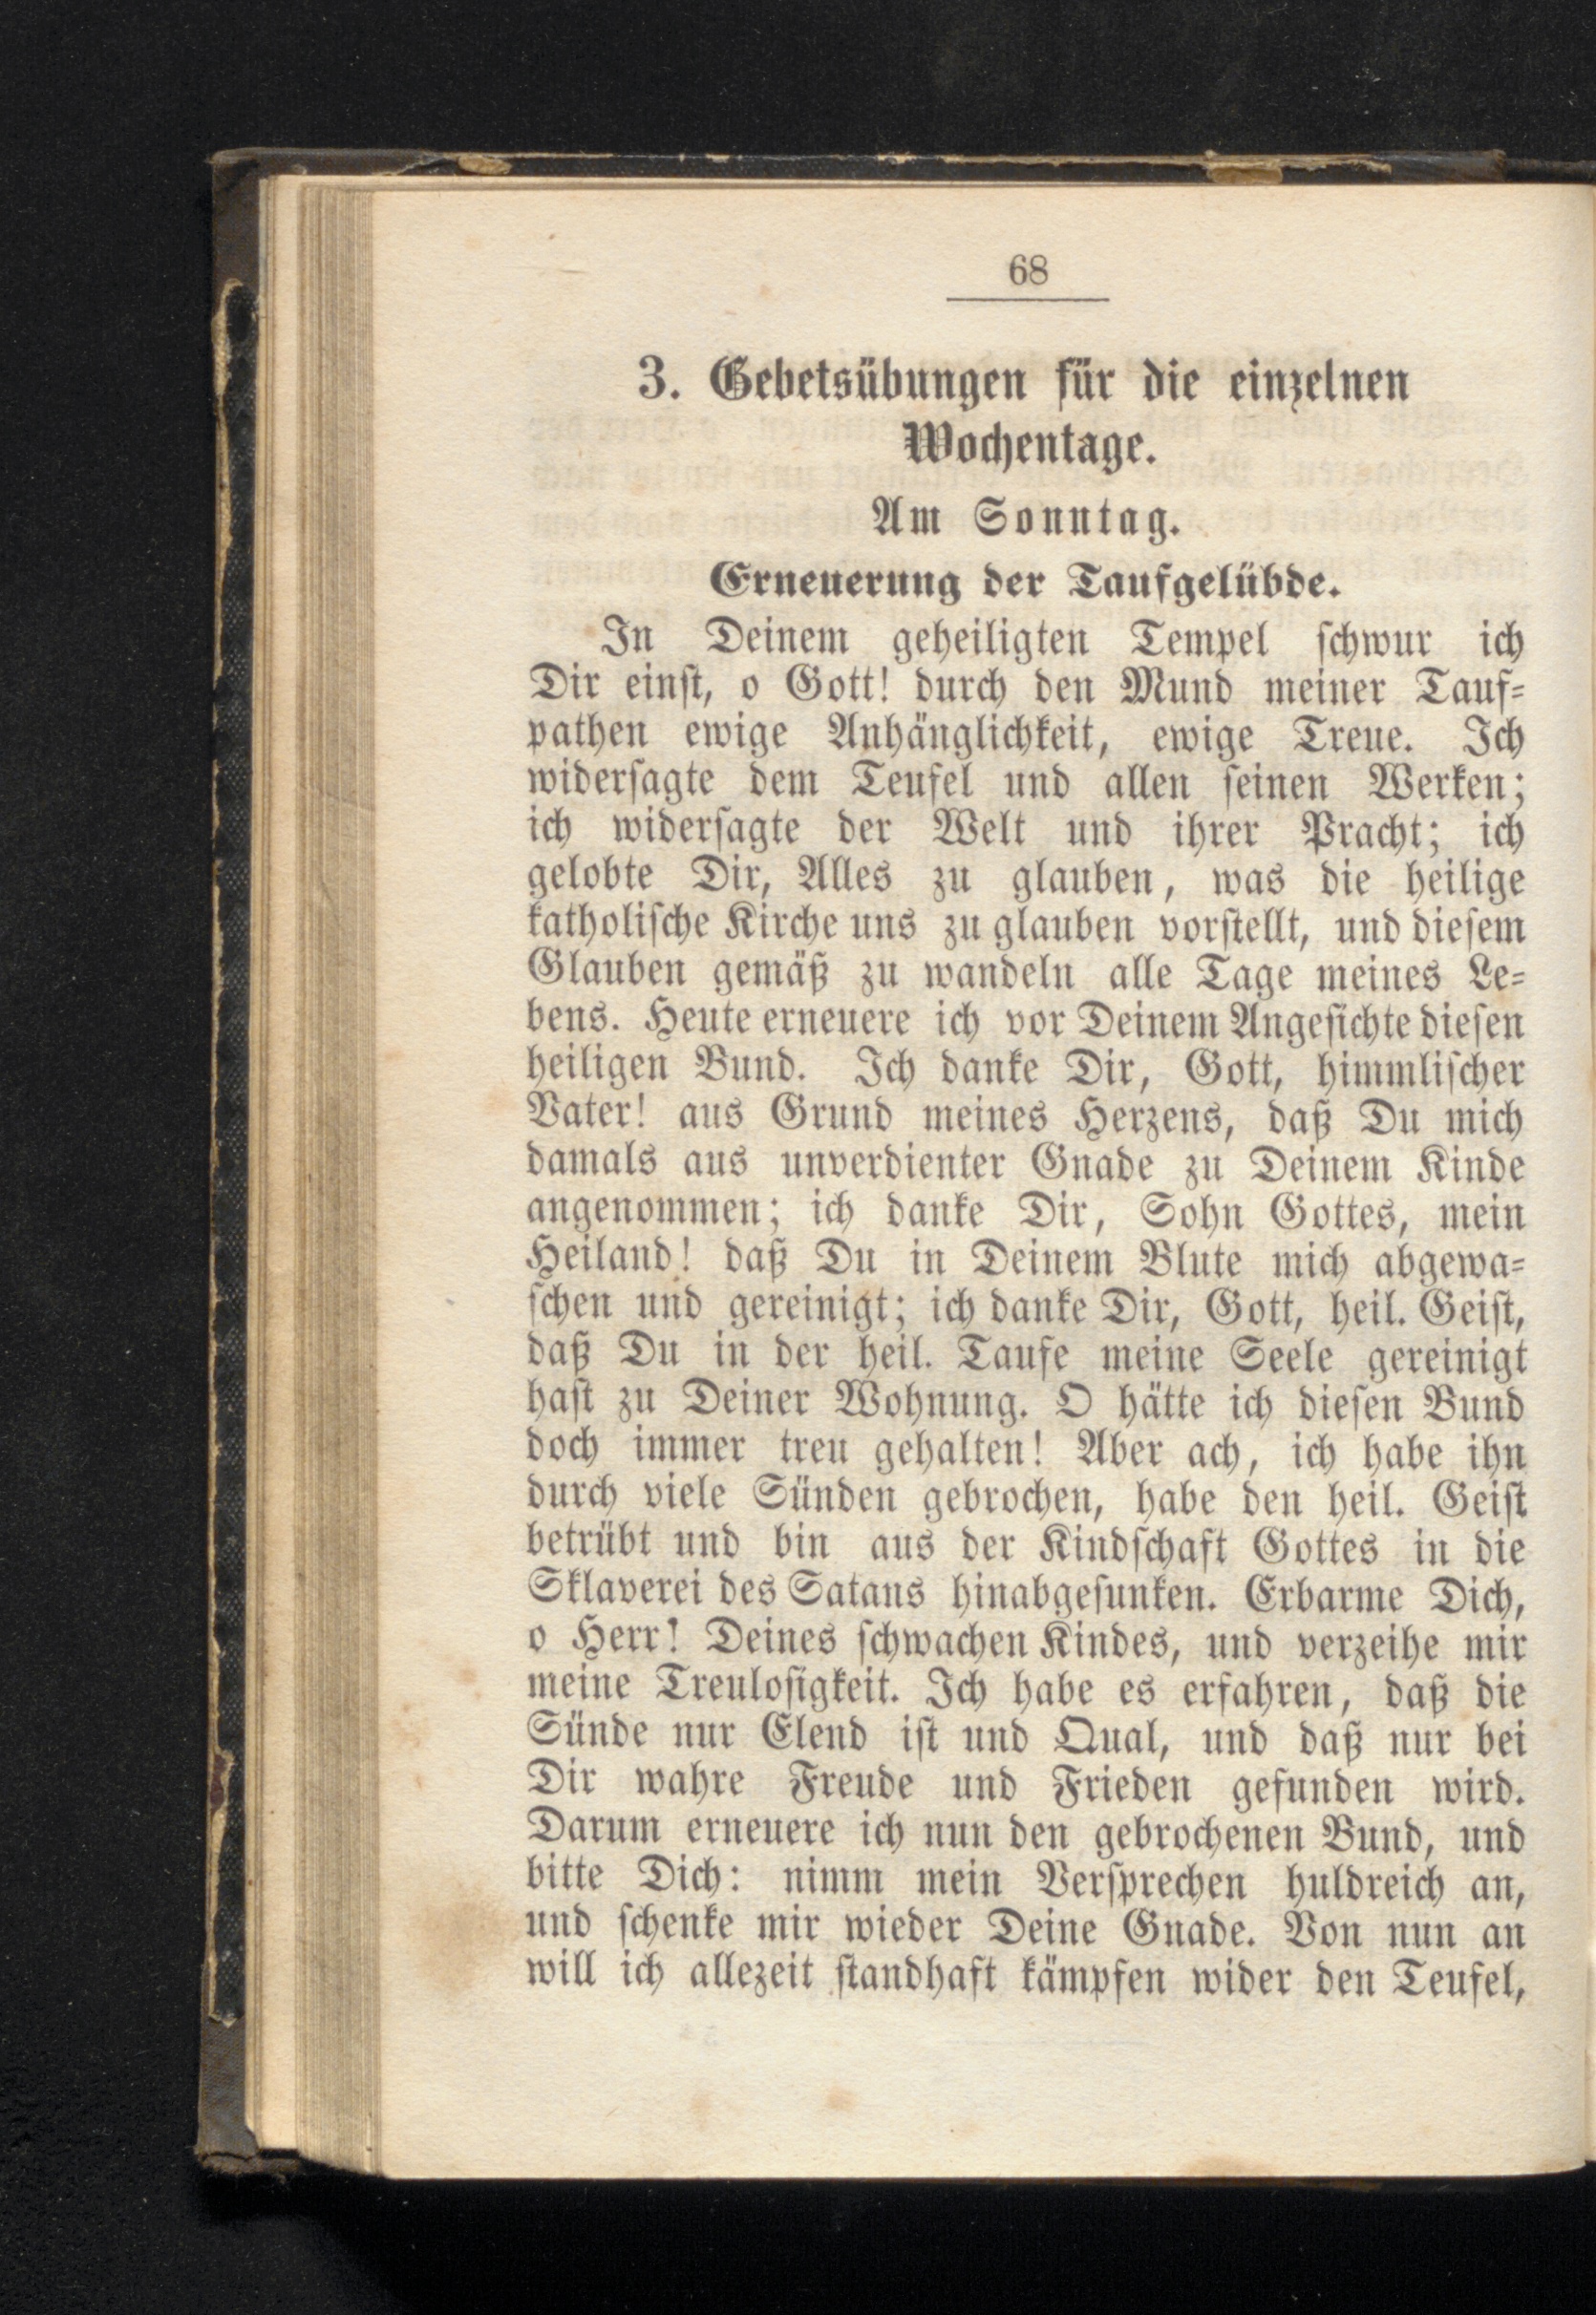 68
3. Gebetsübungen für die einzelnen
Wochentage.
Am Sonntag.
Erneuerung der Taufgelübde.
In Deinem geheiligten Tempel ſchwur ich
Dir einſt, o Gott! durch den Mund meiner Tauf-
pathen ewige Anhänglichkeit, ewige Treue. Ich
widerſagte dem Teufel und allen ſeinen Werken;
ich widerſagte der Welt und ihrer Pracht; ich
gelobte Dir, Alles zu glauben, was die heilige
katholiſche Kirche uns zu glauben vorſtellt, und dieſem
Glauben gemäß zu wandeln alle Tage meines Le-
bens. Heute erneuere ich vor Deinem Angeſichte dieſen
heiligen Bund. Ich danke Dir, Gott, himmliſcher
Vater! aus Grund meines Herzens, daß Du mich
damals aus unverdienter Gnade zu Deinem Kinde
angenommen; ich danke Dir, Sohn Gottes, mein
Heiland! daß Du in Deinem Blute mich abgewa-
ſchen und gereinigt; ich danke Dir, Gott, heil. Geiſt,
daß Du in der heil. Taufe meine Seele gereinigt
haſt zu Deiner Wohnung. O hätte ich dieſen Bund
doch immer treu gehalten! Aber ach, ich habe ihn
durch viele Sünden gebrochen, habe den heil. Geiſt
betrübt und bin aus der Kindſchaft Gottes in die
Sklaverei des Satans hinabgeſunken. Erbarme Dich,
o Herr! Deines ſchwachen Kindes, und verzeihe mir
meine Treuloſigkeit. Ich habe es erfahren, daß die
Sünde nur Elend iſt und Qual, und daß nur bei
Dir wahre Freude und Frieden gefunden wird.
Darum erneuere ich nun den gebrochenen Bund, und
bitte Dich: nimm mein Verſprechen huldreich an,
und ſchenke mir wieder Deine Gnade. Von nun an
will ich allezeit ſtandhaft kämpfen wider den Teufel,